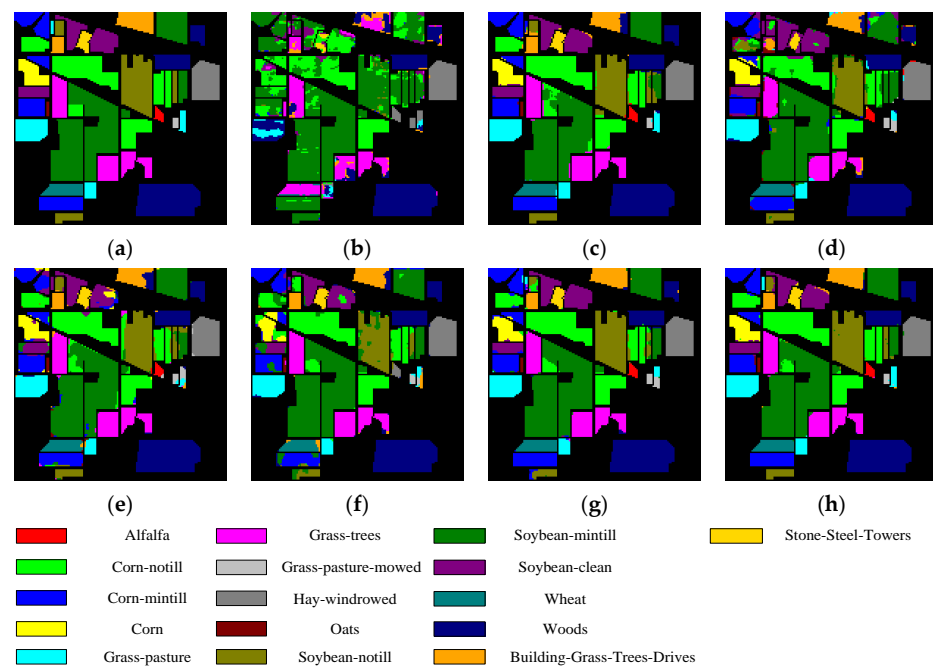 (a) (b) (c) (d)
(e) (f) (g) (h)
Alfalfa Grass-trees Soybean-mintill Stone-Steel-Towers
Corn-notill Grass-pasture-mowed Soybean-clean
Corn-mintill Hay-windrowed Wheat
Corn Oats Woods
Grass-pasture Soybean-notill Building-Grass-Trees-Drives